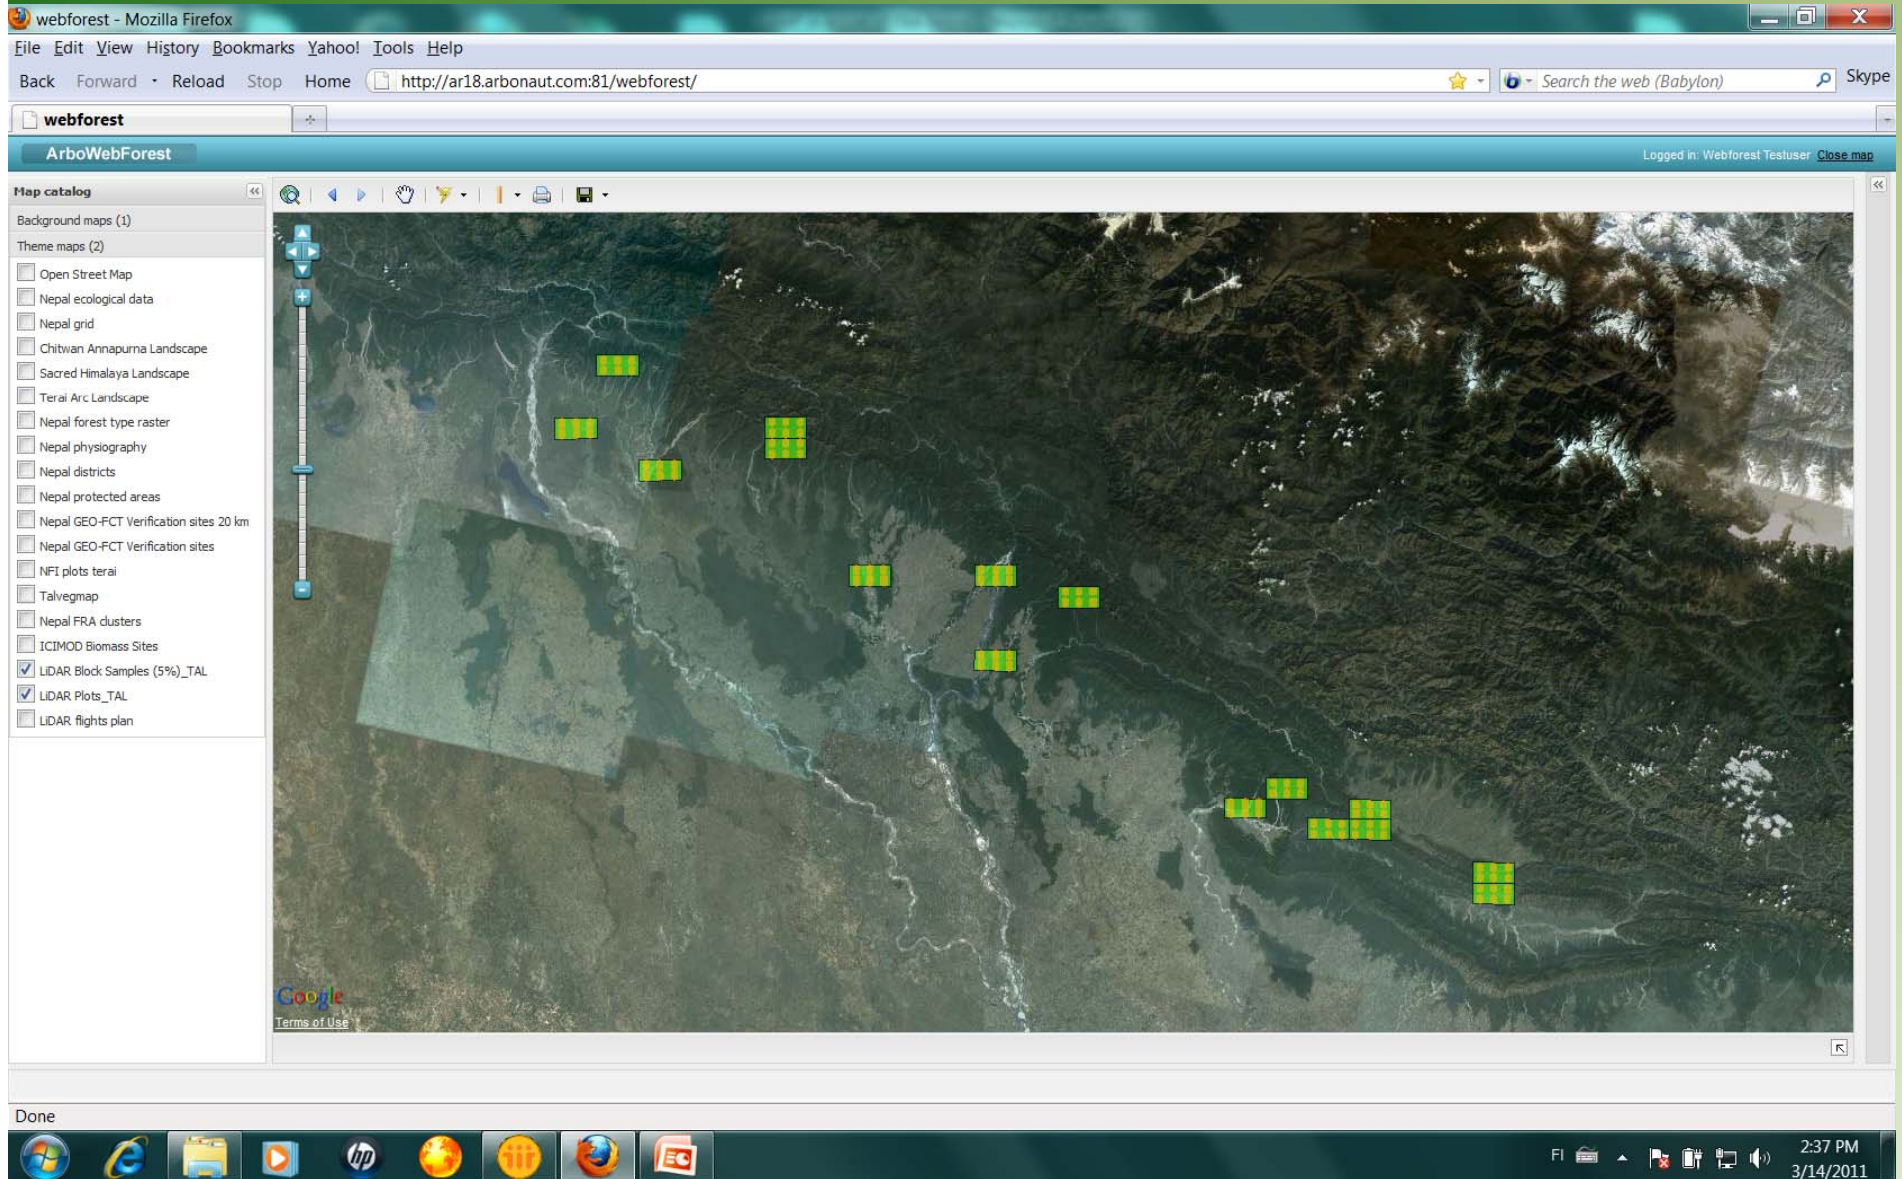 webforest - Mozilla Firefox
File Edit View History Bookmarks Yahoo! Tools Help
Back Forward Reload Stop Home http://ar18.arbonaut.com:81/webforest/ Search the web (Babylon) Skype
webforest
ArboWebForest Logged in: Webforest Testuser Close map
Map catalog
Background maps (1)
Theme maps (2)
Open Street Map
Nepal ecological data
Nepal grid
Chitwan Annapurna Landscape
Sacred Himalaya Landscape
Terai Arc Landscape
Nepal forest type raster
Nepal physiography
Nepal districts
Nepal protected areas
Nepal GEO-FCT Verification sites 20 km
Nepal GEO-FCT Verification sites
NFI plots terai
Talvegmap
Nepal FRA clusters
ICIMOD Biomass Sites
LiDAR Block Samples (5%)_TAL
LiDAR Plots_TAL
LiDAR flights plan
Google
Terms of Use
Done
hp
FI
2:37 PM
3/14/2011